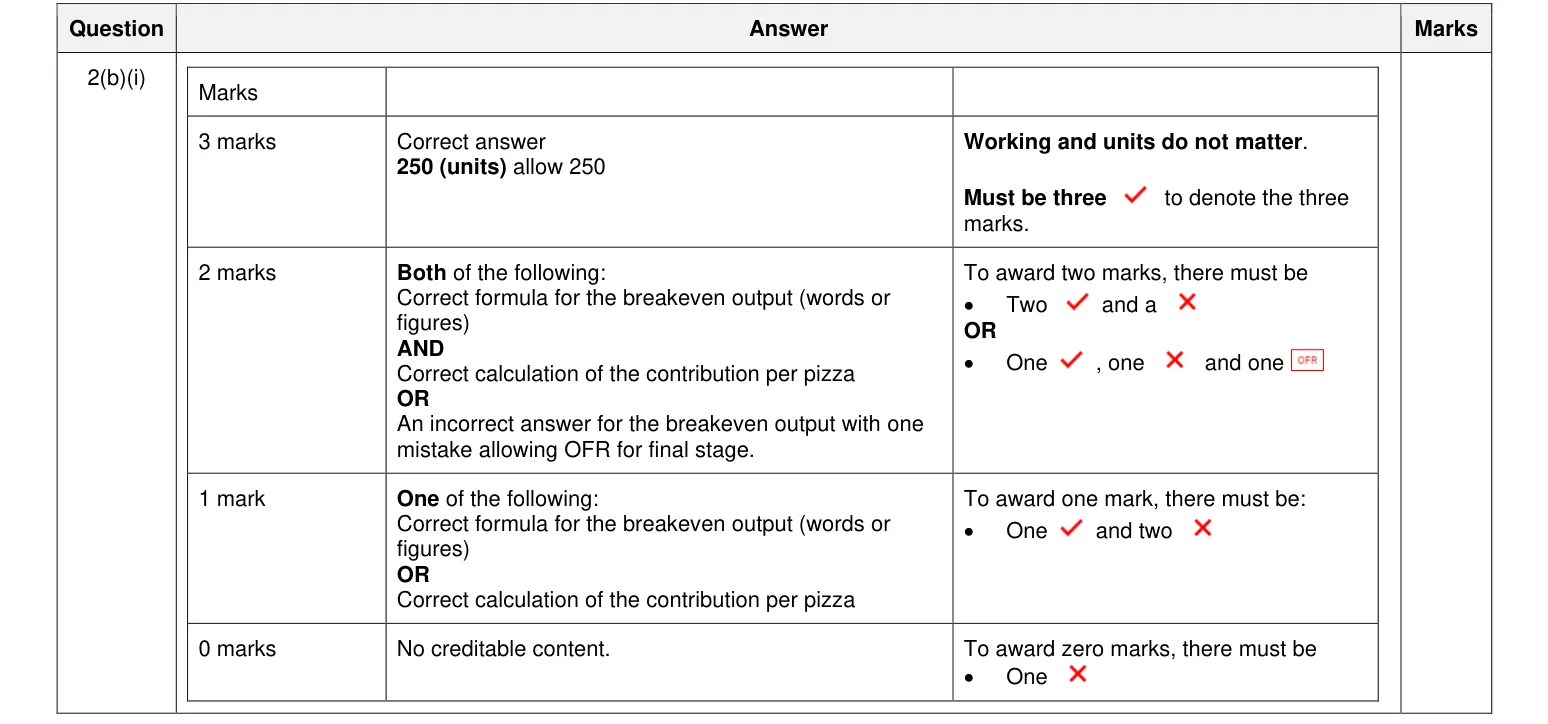 Question Answer Marks
2(b)(i)
Marks
3 marks
Correct answer
250 (units) allow 250
Working and units do not matter.
Must be three ✓ to denote the three
marks.
2 marks
Both of the following:
Correct formula for the breakeven output (words or
figures)
AND
Correct calculation of the contribution per pizza
OR
An incorrect answer for the breakeven output with one
mistake allowing OFR for final stage.
To award two marks, there must be
• Two ✓ and a ✗
OR
• One ✓ , one ✗ and one OFR
1 mark
One of the following:
Correct formula for the breakeven output (words or
figures)
OR
Correct calculation of the contribution per pizza
To award one mark, there must be:
• One ✓ and two ✗
0 marks
No creditable content.
To award zero marks, there must be
• One ✗